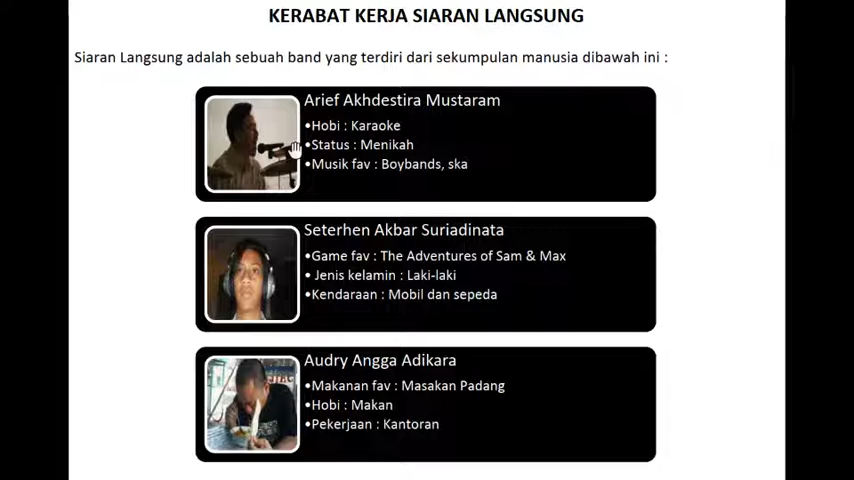 KERABAT KERJA SIARAN LANGSUNG
Siaran Langsung adalah sebuah band yang terdiri dari sekumpulan manusia dibawah ini :
Arief Akhdestira Mustaram
•Hobi : Karaoke
•Status : Menikah
•Musik fav : Boybands, ska
Seterhen Akbar Suriadinata
•Game fav : The Adventures of Sam & Max
• Jenis kelamin : Laki-laki
•Kendaraan : Mobil dan sepeda
Audry Angga Adikara
•Makanan fav : Masakan Padang
•Hobi : Makan
•Pekerjaan : Kantoran